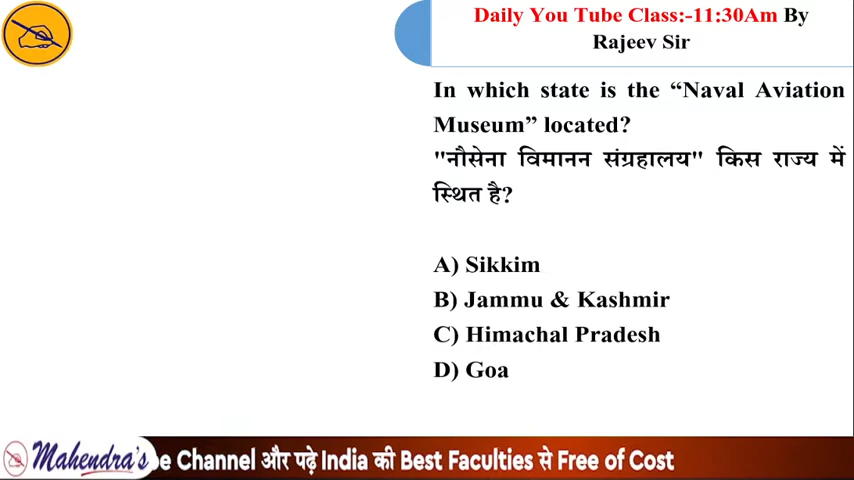 Daily You Tube Class:-11:30Am By
Rajeev Sir
In which state is the “Naval Aviation
Museum” located?
"नौसेना विमानन संग्रहालय" किस राज्य में
स्थित है?
A) Sikkim
B) Jammu & Kashmir
C) Himachal Pradesh
D) Goa
Mahendra's
be Channel और पढ़े India की Best Faculties से Free of Cost